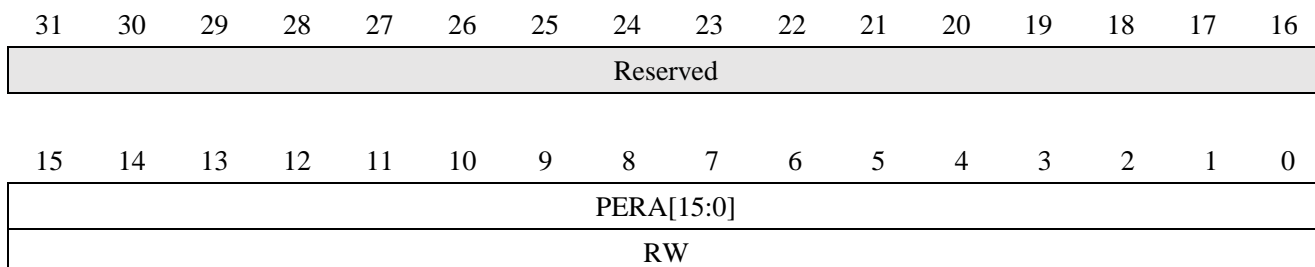 31 30 29 28 27 26 25 24 23 22 21 20 19 18 17 16
Reserved
15 14 13 12 11 10 9 8 7 6 5 4 3 2 1 0
PERA[15:0]
RW